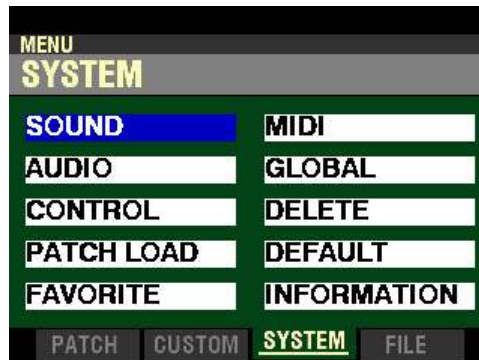 MENU
SYSTEM
SOUND
MIDI
AUDIO
GLOBAL
CONTROL
DELETE
PATCH LOAD
DEFAULT
FAVORITE
INFORMATION
PATCH CUSTOM SYSTEM FILE